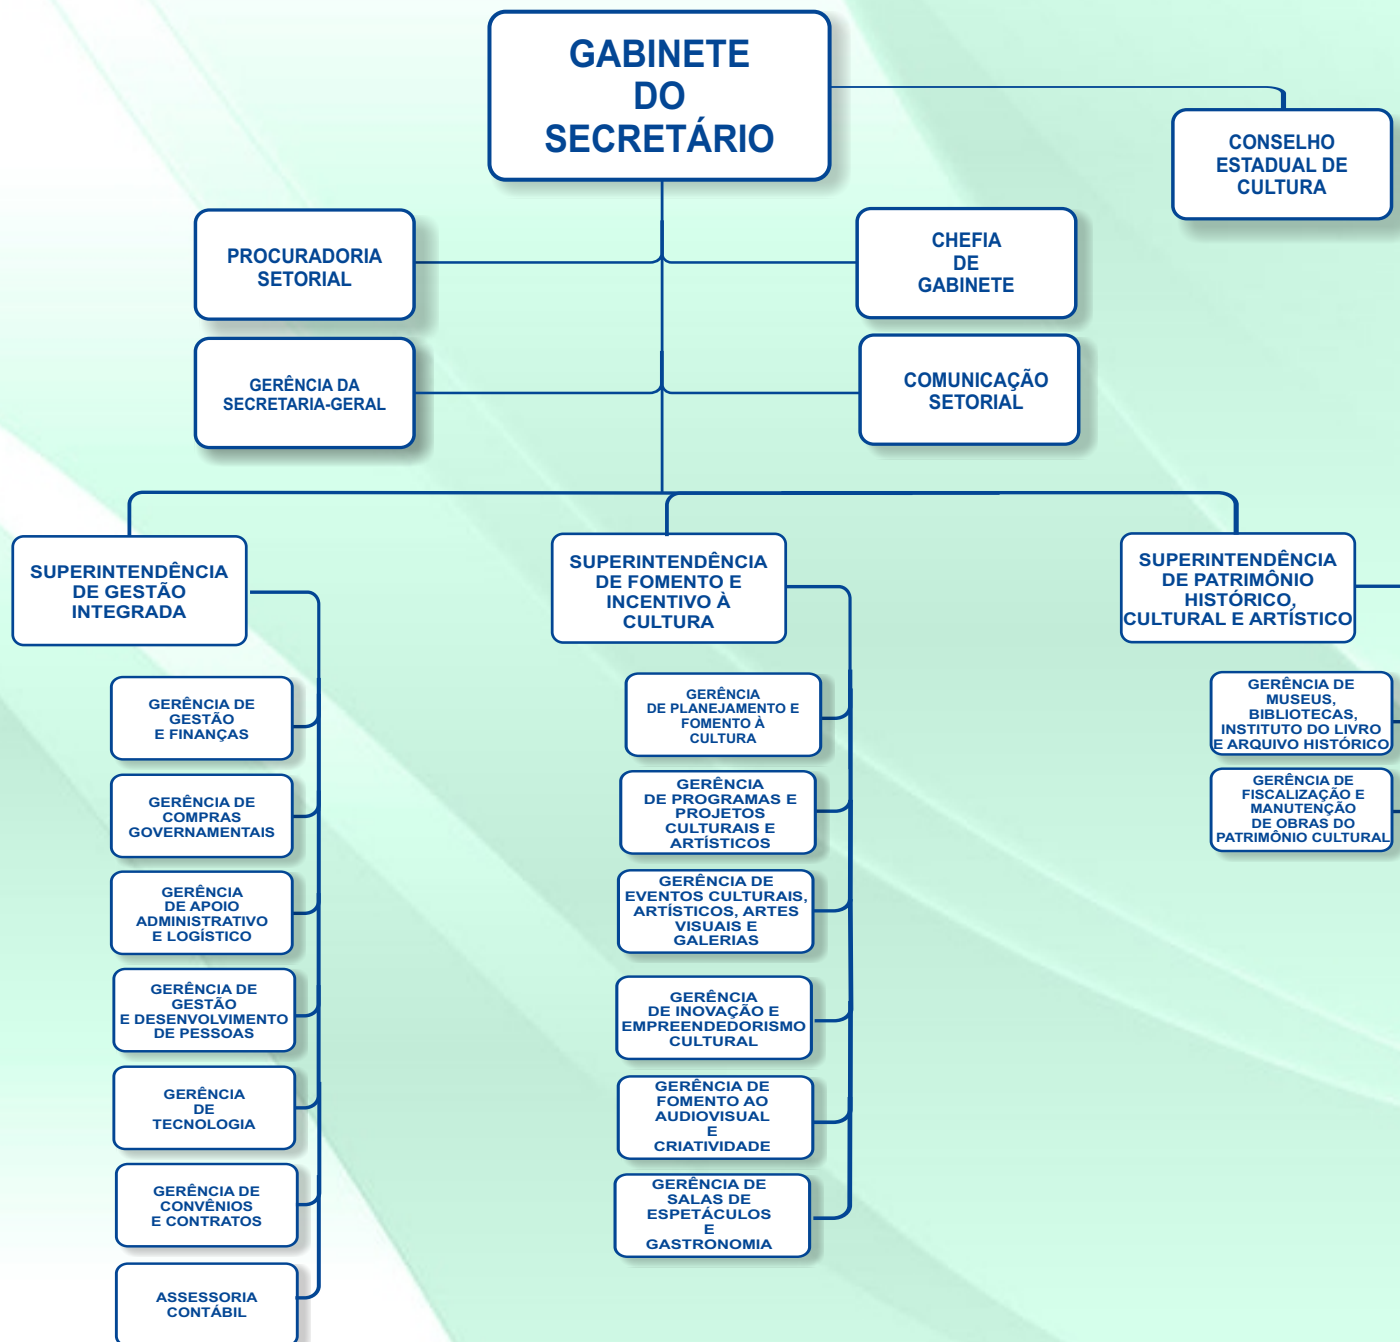 GABINETE
DO
SECRETÁRIO
CONSELHO
ESTADUAL DE
CULTURA
PROCURADORIA
SETORIAL
CHEFIA
DE
GABINETE
GERÊNCIA DA
SECRETARIA-GERAL
COMUNICAÇÃO
SETORIAL
SUPERINTENDÊNCIA
DE GESTÃO
INTEGRADA
GERÊNCIA DE
GESTÃO
E FINANÇAS
GERÊNCIA DE
COMPRAS
GOVERNAMENTAIS
GERÊNCIA
DE APOIO
ADMINISTRATIVO
E LOGÍSTICO
GERÊNCIA DE
GESTÃO
E DESENVOLVIMENTO
DE PESSOAS
GERÊNCIA
DE
TECNOLOGIA
GERÊNCIA DE
CONVÊNIOS
E CONTRATOS
ASSESSORIA
CONTÁBIL
SUPERINTENDÊNCIA
DE FOMENTO E
INCENTIVO À
CULTURA
GERÊNCIA
DE PLANEJAMENTO E
FOMENTO À
CULTURA
GERÊNCIA
DE PROGRAMAS E
PROJETOS
CULTURAIS E
ARTÍSTICOS
GERÊNCIA DE
EVENTOS CULTURAIS,
ARTÍSTICOS, ARTES
VISUAIS E
GALERIAS
GERÊNCIA
DE INOVAÇÃO E
EMPREENDEDORISMO
CULTURAL
GERÊNCIA DE
FOMENTO AO
AUDIOVISUAL
E
CRIATIVIDADE
GERÊNCIA DE
SALAS DE
ESPETÁCULOS
E
GASTRONOMIA
SUPERINTENDÊNCIA
DE PATRIMÔNIO
HISTÓRICO,
CULTURAL E ARTÍSTICO
GERÊNCIA DE
MUSEUS,
BIBLIOTECAS,
INSTITUTO DO LIVRO
E ARQUIVO HISTÓRICO
GERÊNCIA DE
FISCALIZAÇÃO E
MANUTENÇÃO
DE OBRAS DO
PATRIMÔNIO CULTURAL